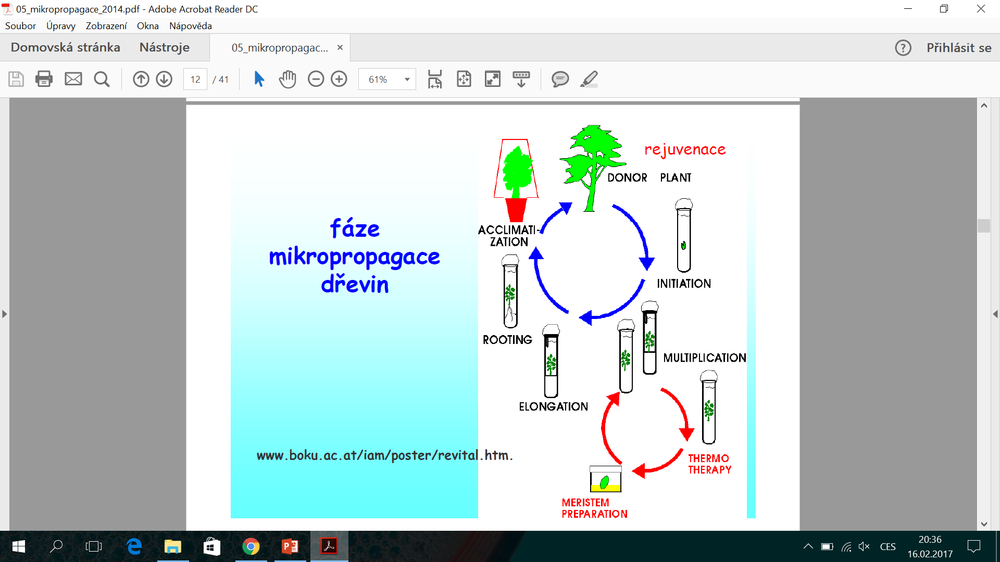 05_mikropropagace_2014.pdf - Adobe Acrobat Reader DC
Soubor Úpravy Zobrazení Okna Nápověda
Domovská stránka Nástroje 05_mikropropagac... × ? Přihlásit se
12 / 41 61%
rejuvenace
DONOR PLANT
fáze
mikropropagace
dřevin
ACCLIMATI-
ZATION
INITIATION
ROOTING
MULTIPLICATION
ELONGATION
www.boku.ac.at/iam/poster/revital.htm.
THERMO
THERAPY
MERISTEM
PREPARATION
CES
20:36
16.02.2017